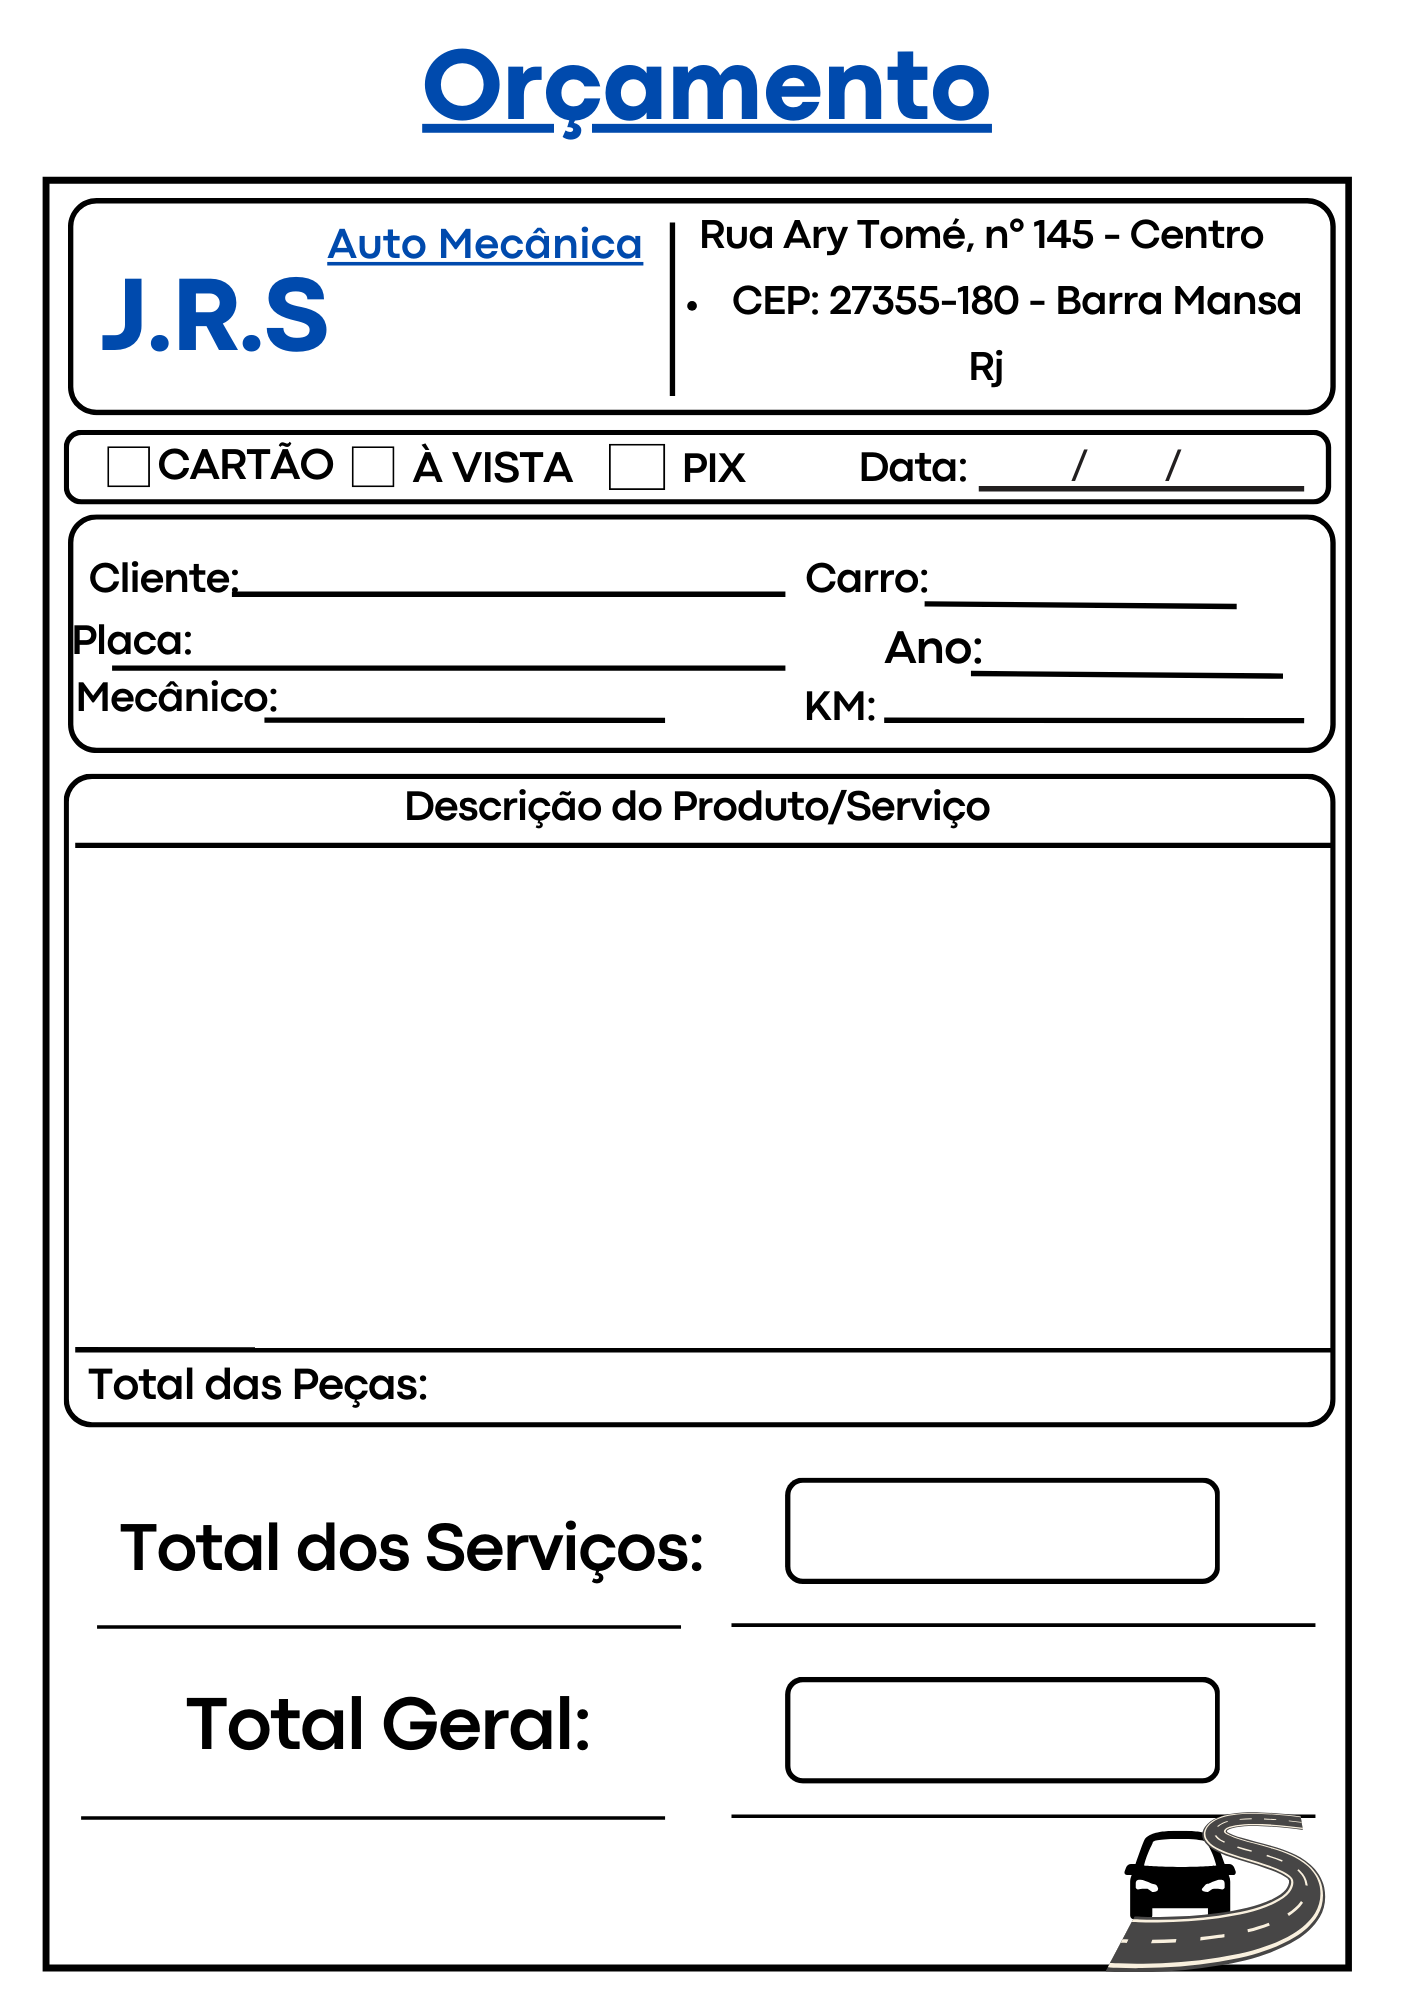 Orçamento
Auto Mecânica
J.R.S
Rua Ary Tomé, n° 145 - Centro
• CEP: 27355-180 - Barra Mansa
Rj
CARTÃO À VISTA PIX Data: / /
Cliente: Carro:
Placa: Ano:
Mecânico: KM:
Descrição do Produto/Serviço
Total das Peças:
Total dos Serviços:
Total Geral: